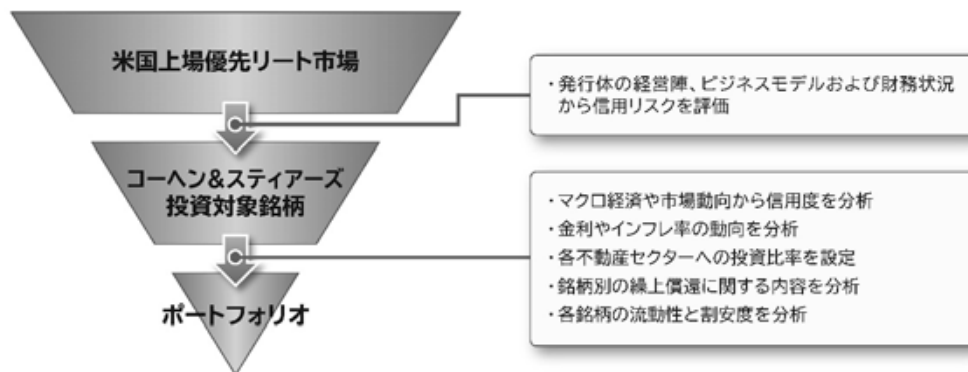 米国上場優先リート市場
・発行体の経営陣、ビジネスモデルおよび財務状況
から信用リスクを評価
コーヘン&スティアーズ
投資対象銘柄
・マクロ経済や市場動向から信用度を分析
・金利やインフレ率の動向を分析
・各不動産セクターへの投資比率を設定
・銘柄別の繰上償還に関する内容を分析
・各銘柄の流動性と割安度を分析
ポートフォリオ